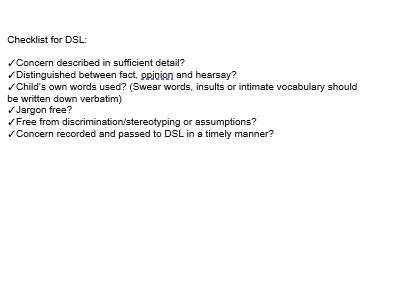 Checklist for DSL:
✓Concern described in sufficient detail?
✓Distinguished between fact, opinion and hearsay?
✓Child's own words used? (Swear words, insults or intimate vocabulary should
be written down verbatim)
✓Jargon free?
✓Free from discrimination/stereotyping or assumptions?
✓Concern recorded and passed to DSL in a timely manner?